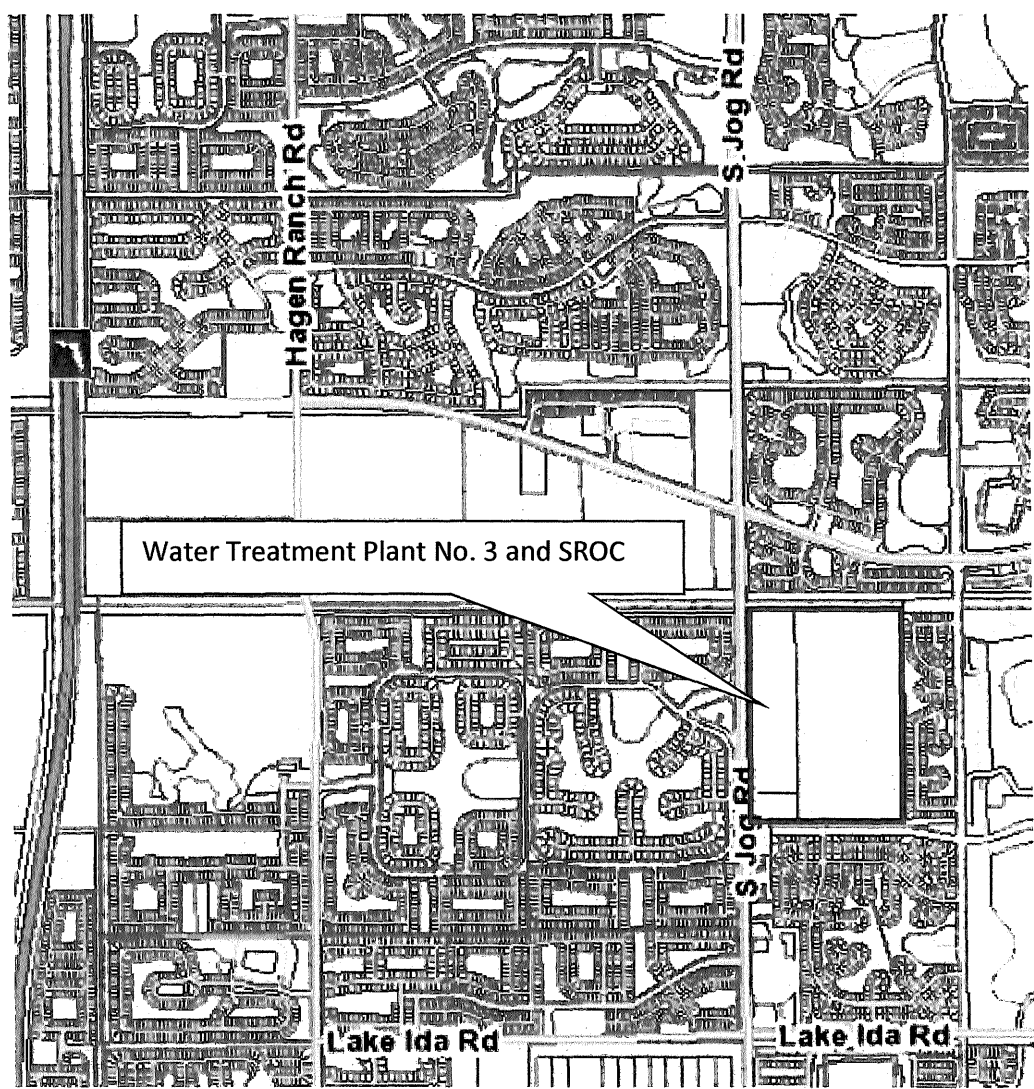 S. Jog Rd
Hagen Ranch Rd
Water Treatment Plant No. 3 and SROC
S. Jog Rd
Lake Ida Rd
Lake Ida Rd